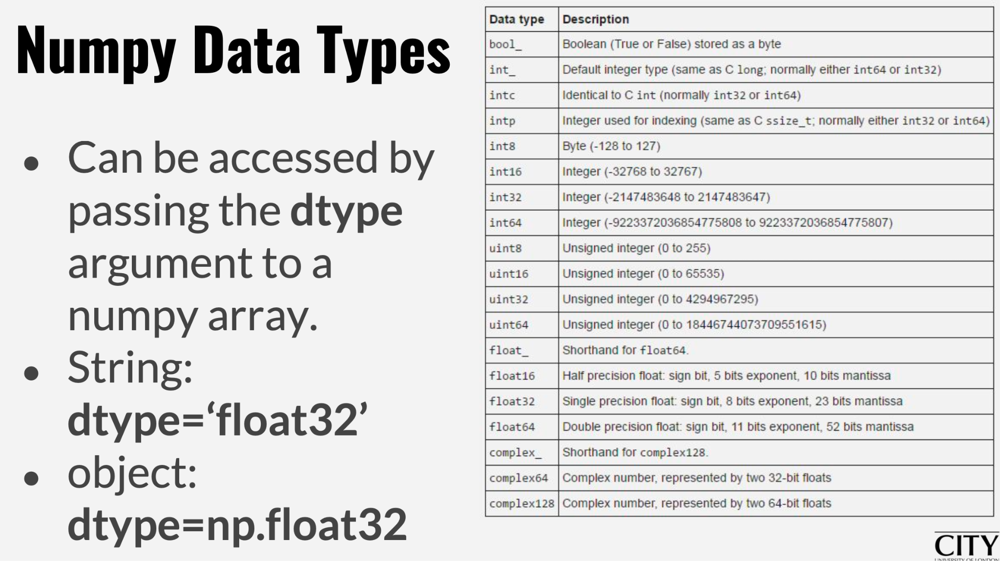 Numpy Data Types
● Can be accessed by
passing the dtype
argument to a
numpy array.
● String:
dtype=‘float32’
● object:
dtype=np.float32
Data type Description
bool_ Boolean (True or False) stored as a byte
int_ Default integer type (same as C long; normally either int64 or int32)
intc Identical to C int (normally int32 or int64)
intp Integer used for indexing (same as C ssize_t; normally either int32 or int64)
int8 Byte (-128 to 127)
int16 Integer (-32768 to 32767)
int32 Integer (-2147483648 to 2147483647)
int64 Integer (-9223372036854775808 to 9223372036854775807)
uint8 Unsigned integer (0 to 255)
uint16 Unsigned integer (0 to 65535)
uint32 Unsigned integer (0 to 4294967295)
uint64 Unsigned integer (0 to 18446744073709551615)
float_ Shorthand for float64.
float16 Half precision float: sign bit, 5 bits exponent, 10 bits mantissa
float32 Single precision float: sign bit, 8 bits exponent, 23 bits mantissa
float64 Double precision float: sign bit, 11 bits exponent, 52 bits mantissa
complex_ Shorthand for complex128.
complex64 Complex number, represented by two 32-bit floats
complex128 Complex number, represented by two 64-bit floats
CITY
UNIVERSITY OF LONDON